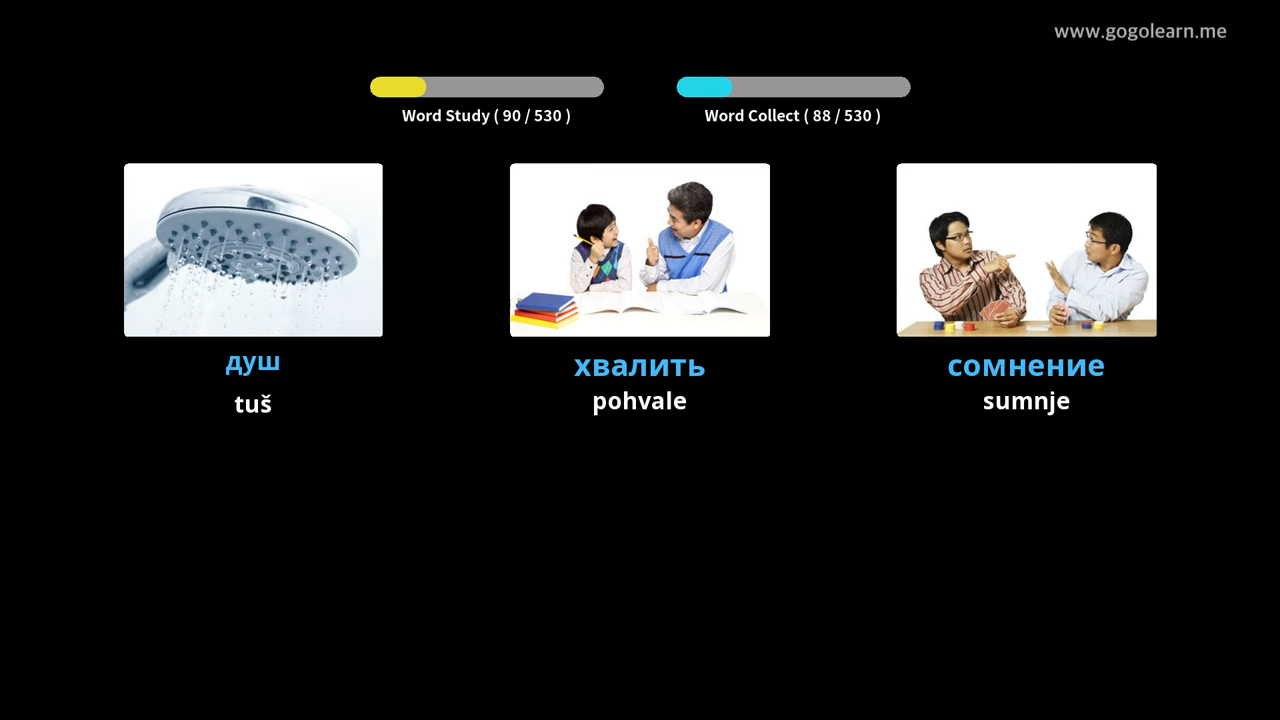 www.gogolearn.me
Word Study ( 90 / 530 )
Word Collect ( 88 / 530 )
душ
tuš
хвалить
pohvale
сомнение
sumnje